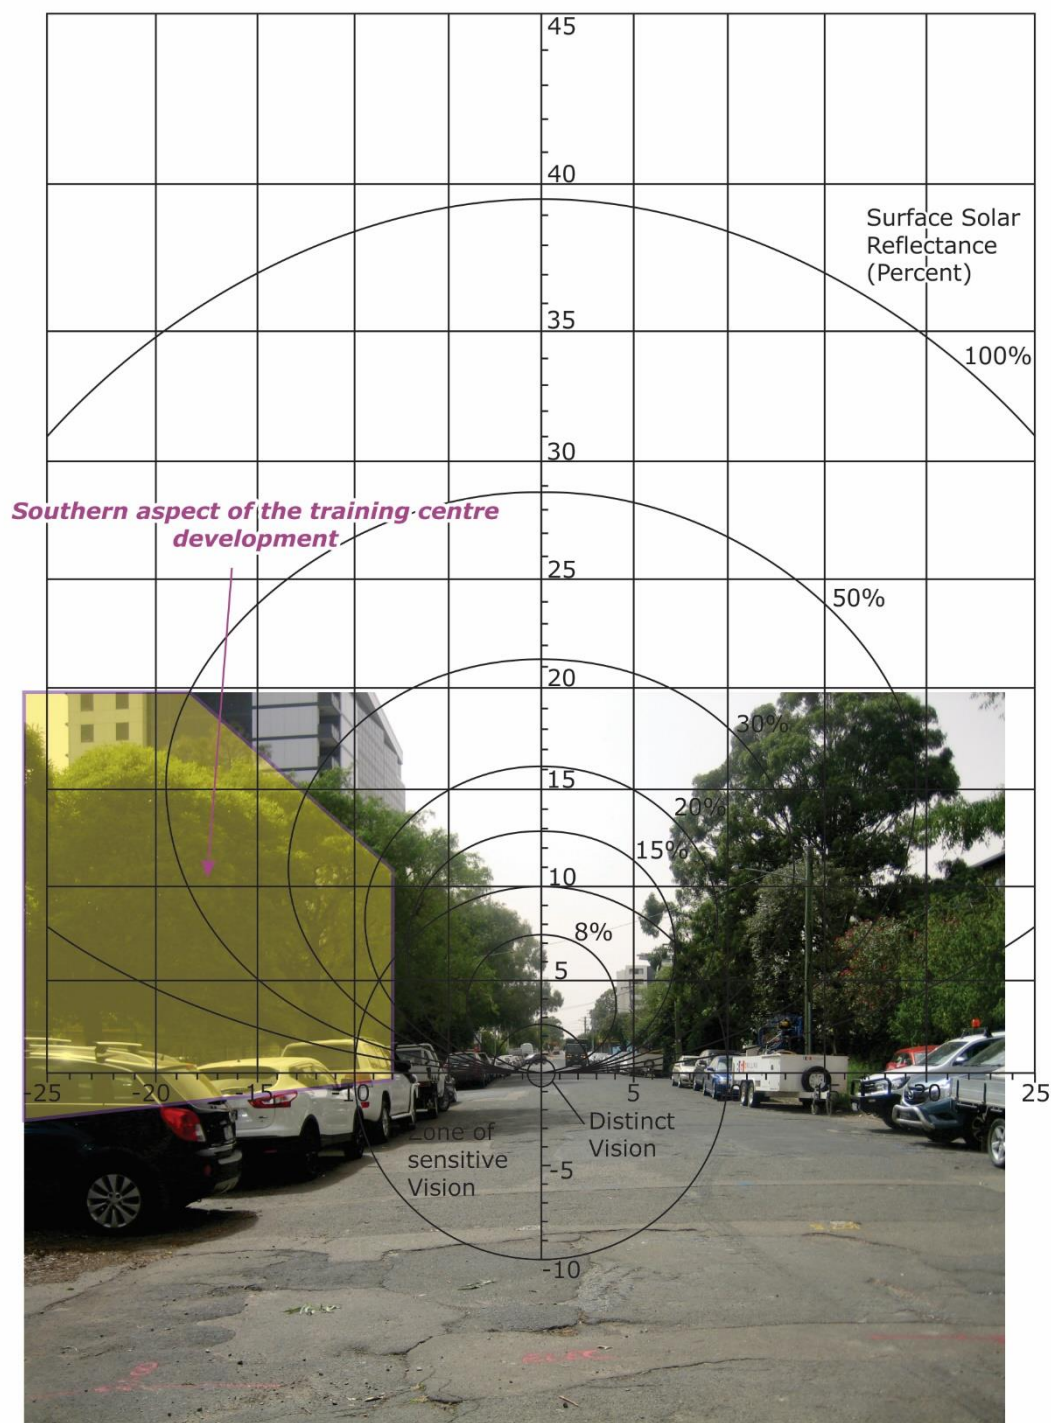 45
40
Surface Solar
Reflectance
(Percent)
35
100%
30
Southern aspect of the training centre
development
25
50%
20
30%
15
20%
15%
10
8%
5
-25
-20
-15
-10
5
20
25
Distinct
Vision
Zone of
sensitive
Vision
-5
-10